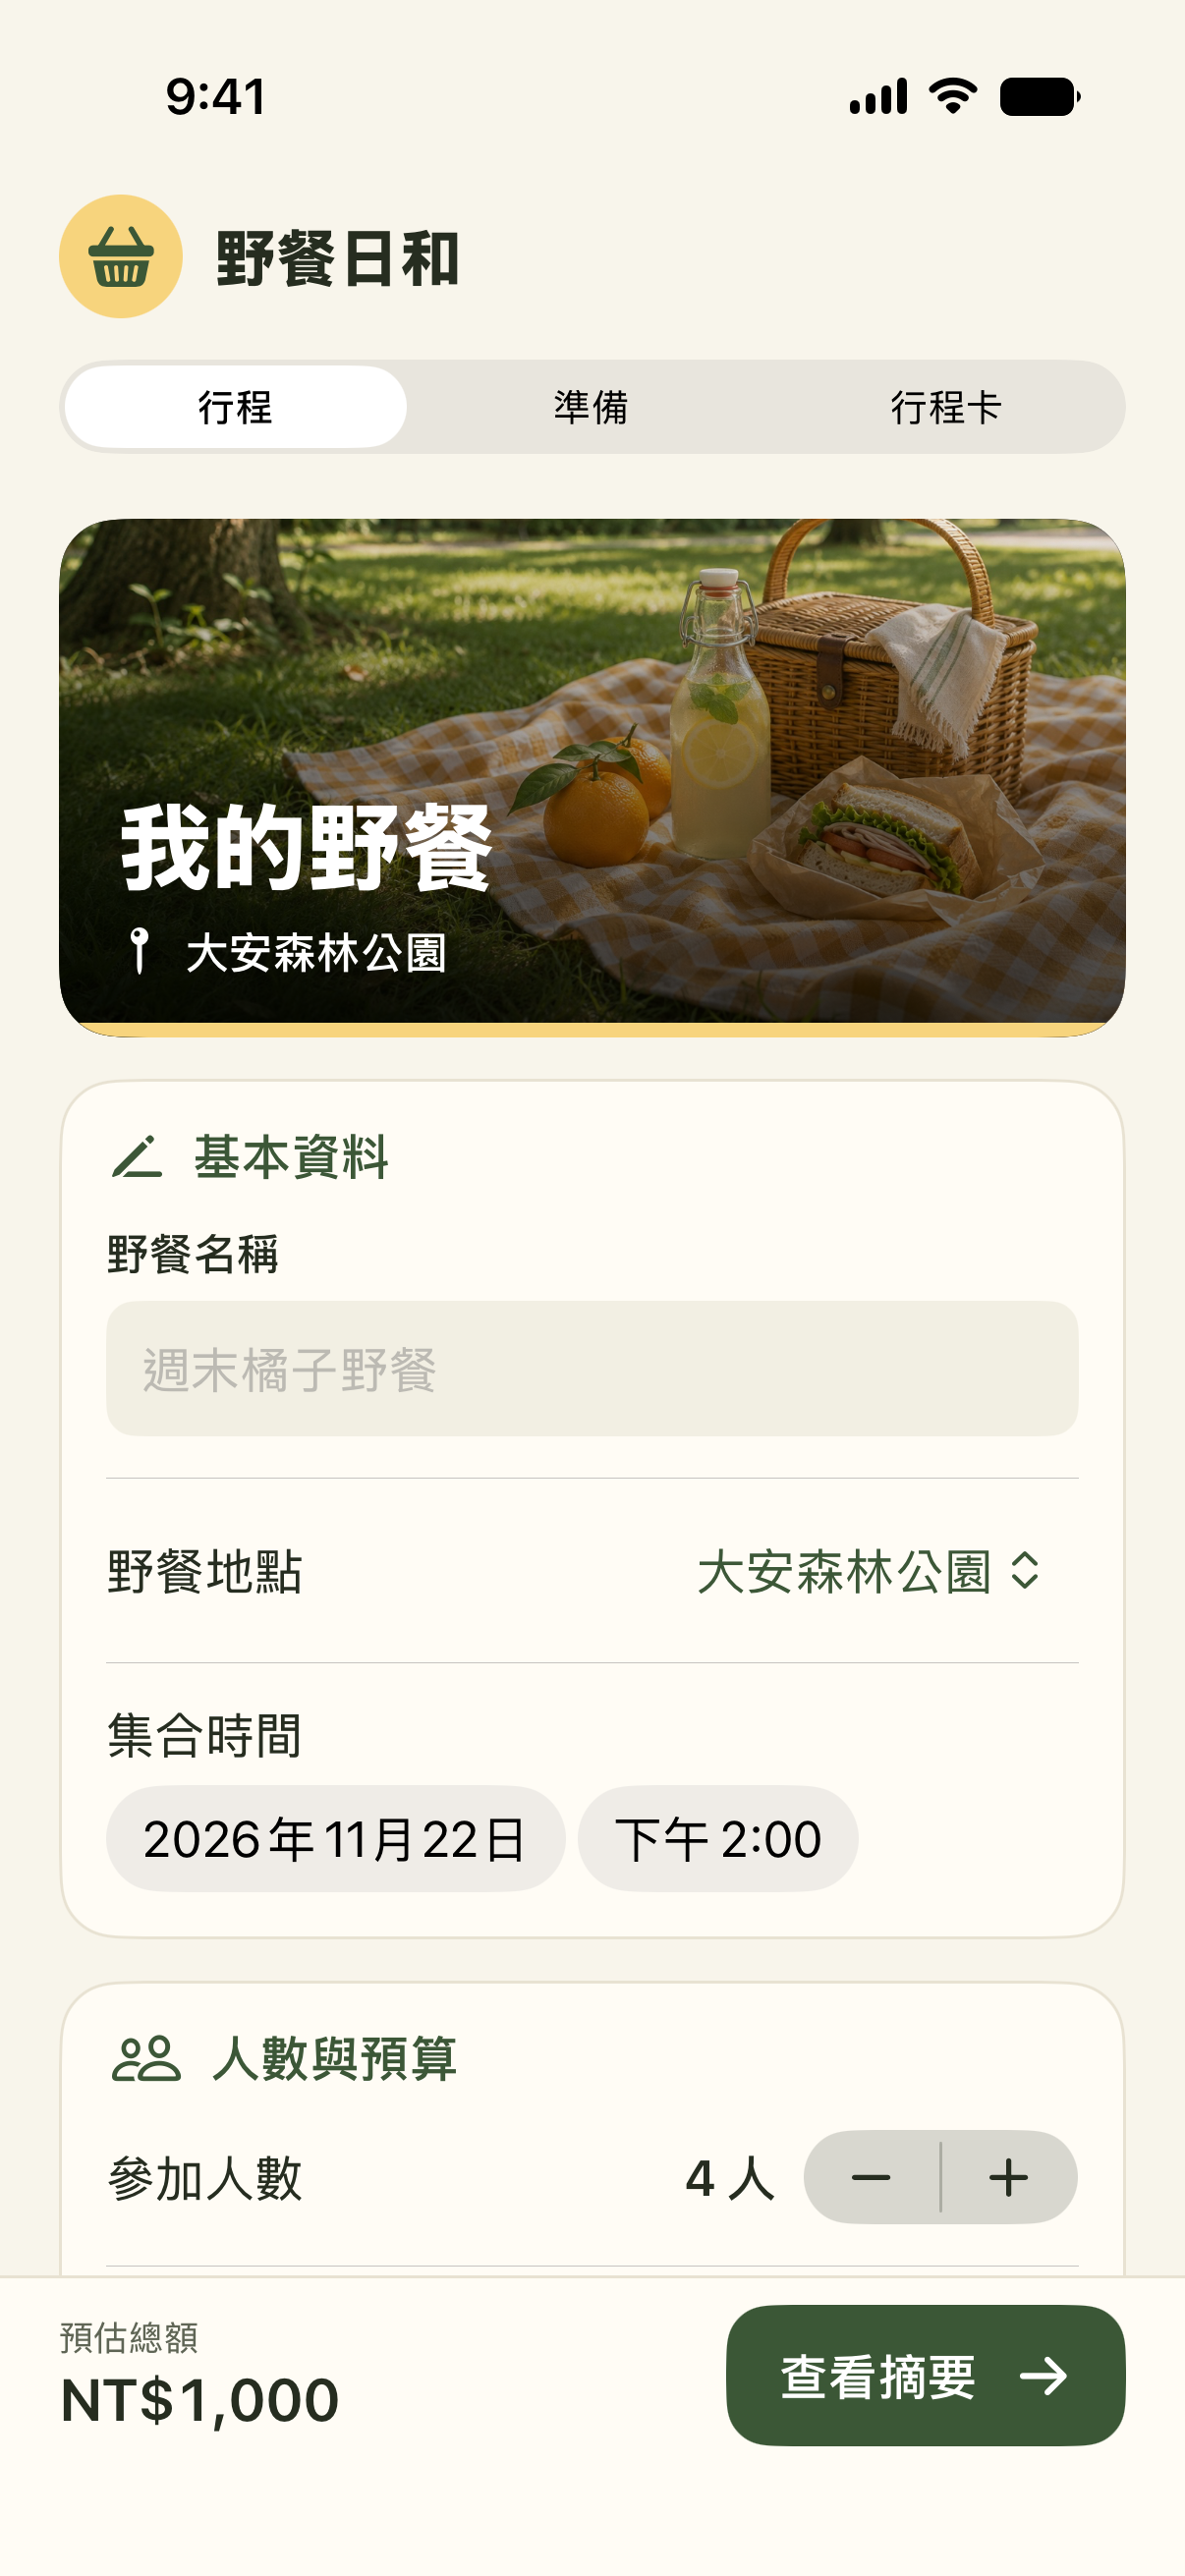 9:41
野餐日和
行程
準備
行程卡
我的野餐
大安森林公園
基本資料
野餐名稱
週末橘子野餐
野餐地點
大安森林公園
集合時間
2026年11月22日
下午2:00
人數與預算
參加人數
4 人
預估總額
NT$1,000
查看摘要